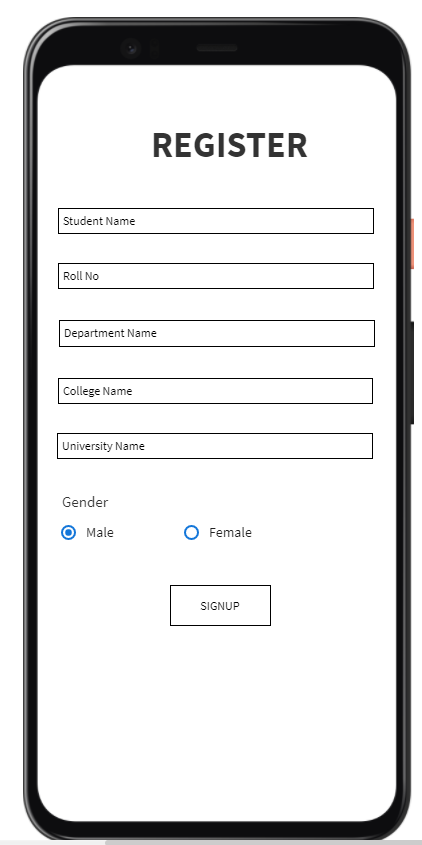 REGISTER
Student Name
Roll No
Department Name
College Name
University Name
Gender
Male Female
SIGNUP